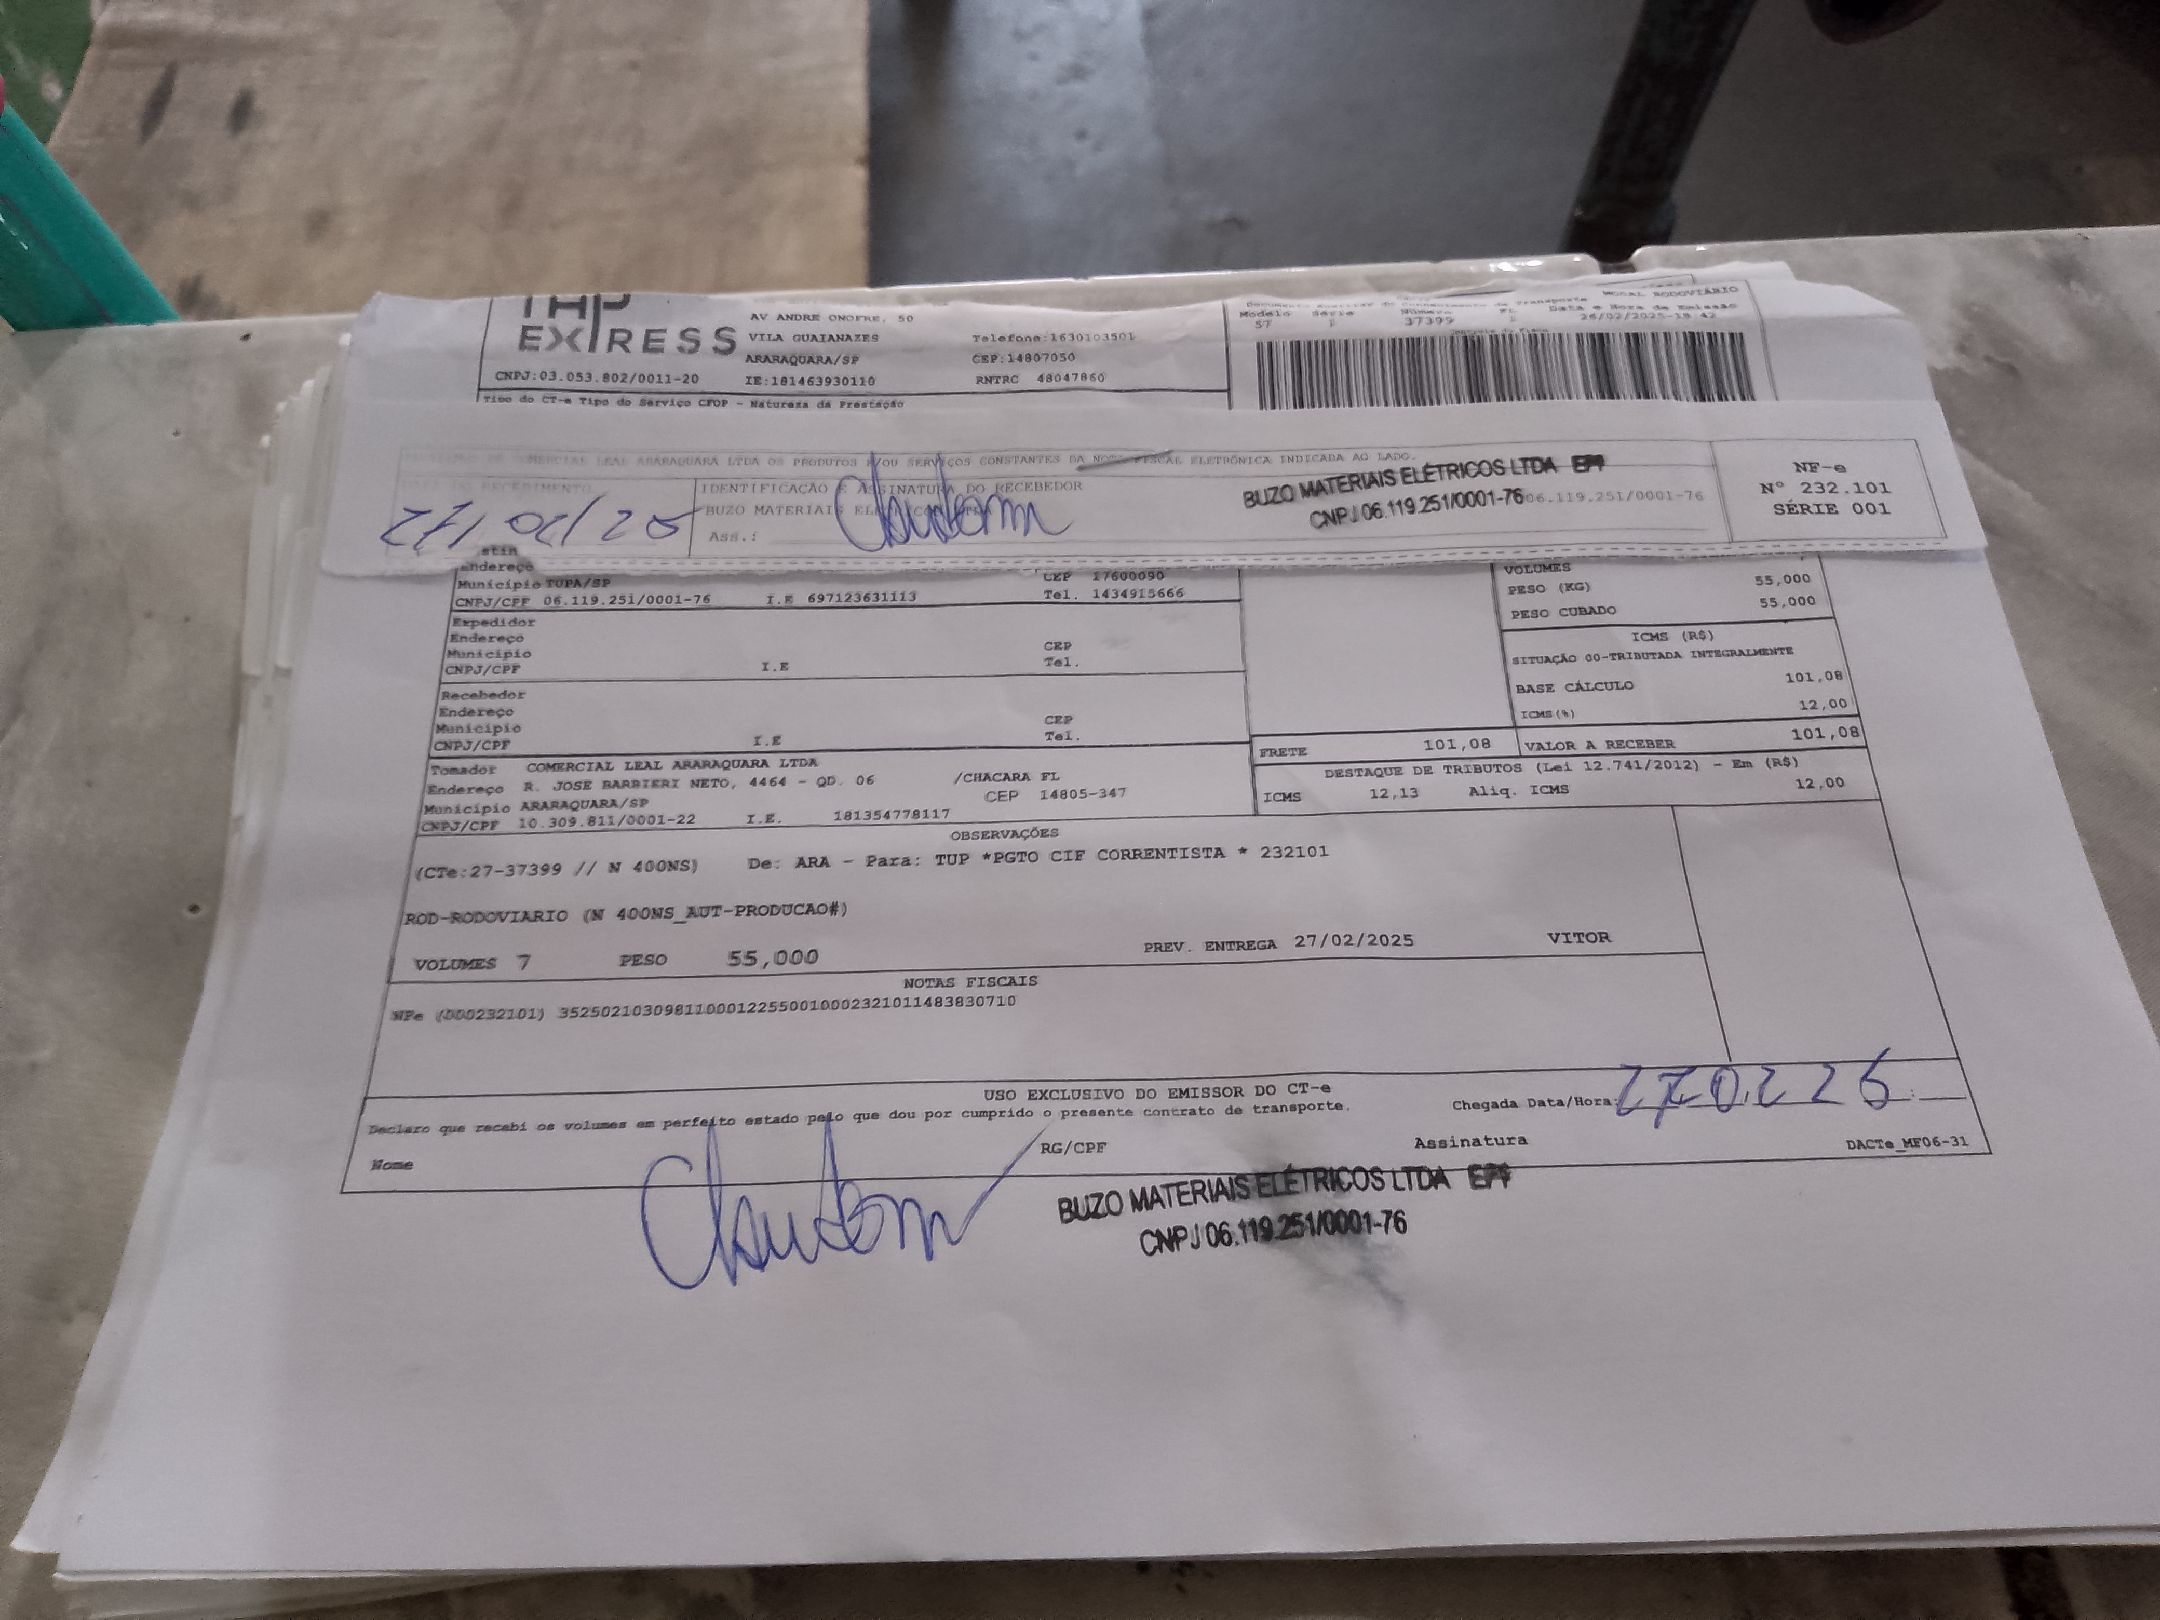 THP
EXPRESS
AV ANDRE ONOFRE, 50
VILA GUAIANAZES Telefone:1630103501
ARARAQUARA/SP CEP:14807050
CNPJ:03.053.802/0011-20 IE:181463930110 RNTRC 48047860
Tipo do CT-e Tipo do Serviço CFOP - Natureza da Prestação
MODAL RODOVIÁRIO
Documento Auxiliar do Conhecimento de Transporte
Modelo Série Número FL Data e Hora de Emissão
57 37399 26/02/2025-18:42
COMERCIAL LEAL ARARAQUARA LTDA OS PRODUTOS E/OU SERVIÇOS CONSTANTES DA NOTA FISCAL ELETRÔNICA INDICADA AO LADO.
DATA DO RECEBIMENTO
27/02/25
IDENTIFICAÇÃO E ASSINATURA DO RECEBEDOR
BUZO MATERIAIS 06.119.251/0001-76
Ass.:
BUZO MATERIAIS ELÉTRICOS LTDA EPP
CNPJ 06.119.251/0001-76
NF-e
Nº 232.101
SÉRIE 001
Endereço
Município TUPA/SP CEP 17600090
CNPJ/CPF 06.119.251/0001-76 I.E 697123631113 Tel. 1434915666
Expedidor
Endereço
Município CEP
CNPJ/CPF I.E Tel.
Recebedor
Endereço
Município CEP
CNPJ/CPF I.E Tel.
Tomador COMERCIAL LEAL ARARAQUARA LTDA
Endereço R. JOSE BARBIERI NETO, 4464 - QD. 06 /CHACARA FL
Município ARARAQUARA/SP CEP 14805-347
CNPJ/CPF 10.309.811/0001-22 I.E. 181354778117
VOLUMES
PESO (KG) 55,000
PESO CUBADO 55,000
ICMS (R$)
SITUAÇÃO 00-TRIBUTADA INTEGRALMENTE
BASE CÁLCULO 101,08
ICMS(%) 12,00
FRETE 101,08 VALOR A RECEBER 101,08
DESTAQUE DE TRIBUTOS (Lei 12.741/2012) - Em (R$)
ICMS 12,13 Aliq. ICMS 12,00
OBSERVAÇÕES
(CTe:27-37399 // N 400NS) De: ARA - Para: TUP *PGTO CIF CORRENTISTA * 232101
ROD-RODOVIARIO (N 400NS_AUT-PRODUCAO#)
VOLUMES 7 PESO 55,000 PREV. ENTREGA 27/02/2025 VITOR
NOTAS FISCAIS
NFe (000232101) 35250210309811000122550010002321011483830710
USO EXCLUSIVO DO EMISSOR DO CT-e
Declaro que recebi os volumes em perfeito estado pelo que dou por cumprido o presente contrato de transporte.
Chegada Data/Hora:
Nome RG/CPF Assinatura DACTe_MF06-31
BUZO MATERIAIS ELÉTRICOS LTDA EPP
CNPJ 06.119.251/0001-76